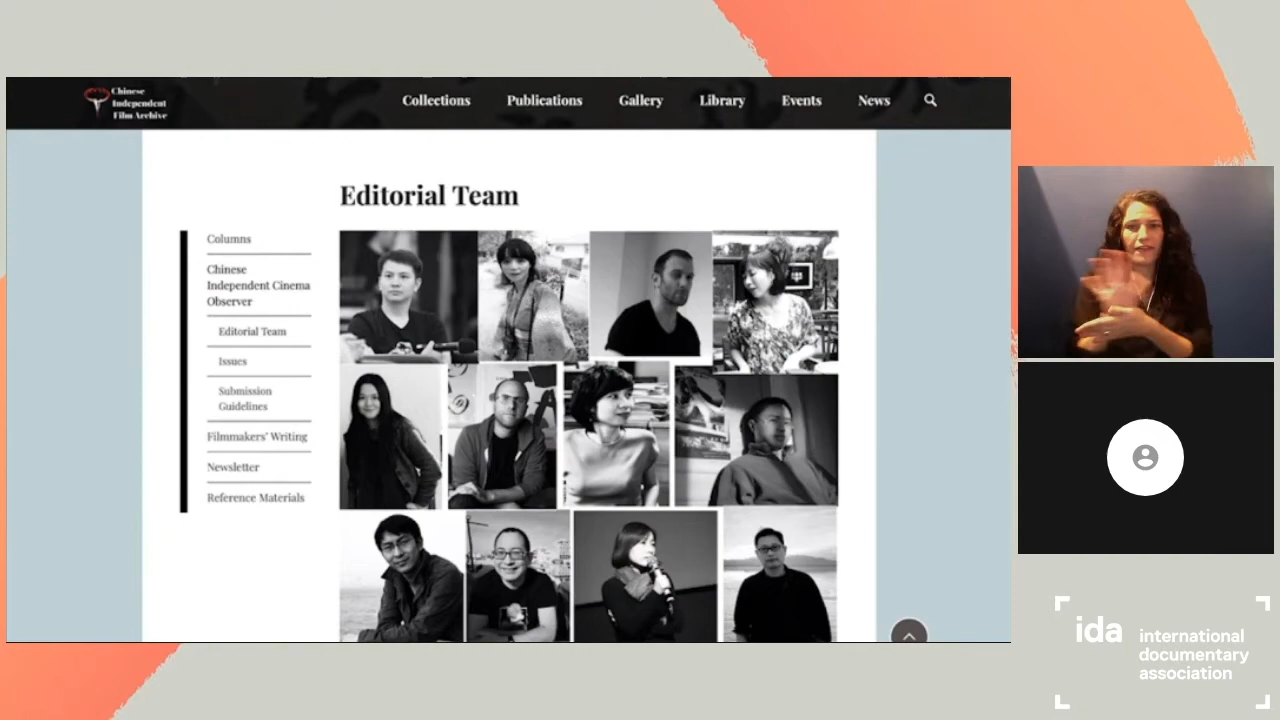 Chinese
Independent
Film Archive
Collections
Publications
Gallery
Library
Events
News
Editorial Team
Columns
Chinese
Independent Cinema
Observer
Editorial Team
Issues
Submission
Guidelines
Filmmakers' Writing
Newsletter
Reference Materials
ida
international
documentary
association